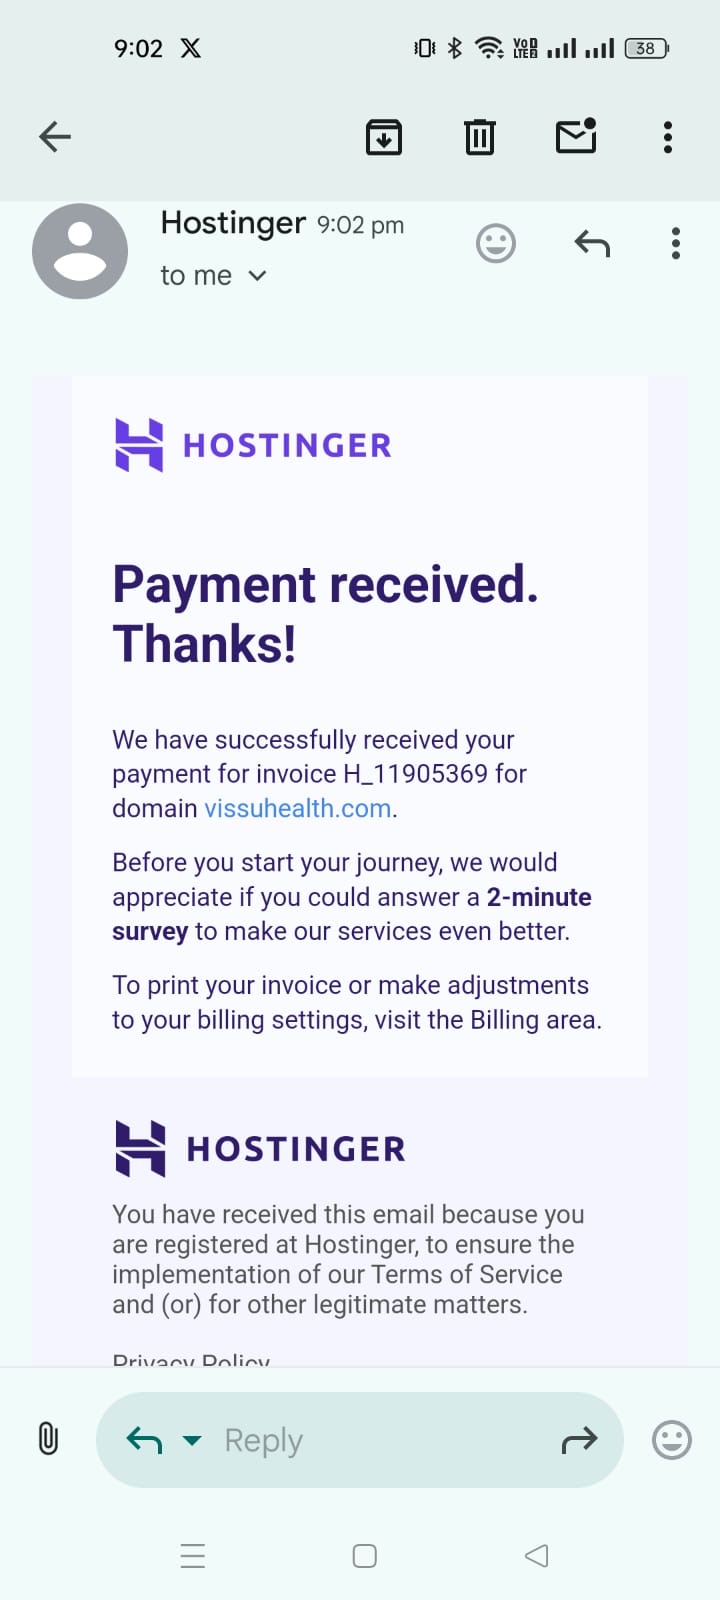 9:02 X VoD LTE2 38
Hostinger 9:02 pm
to me
HOSTINGER
Payment received.
Thanks!
We have successfully received your
payment for invoice H_11905369 for
domain vissuhealth.com.
Before you start your journey, we would
appreciate if you could answer a 2-minute
survey to make our services even better.
To print your invoice or make adjustments
to your billing settings, visit the Billing area.
HOSTINGER
You have received this email because you
are registered at Hostinger, to ensure the
implementation of our Terms of Service
and (or) for other legitimate matters.
Privacy Policy
Reply